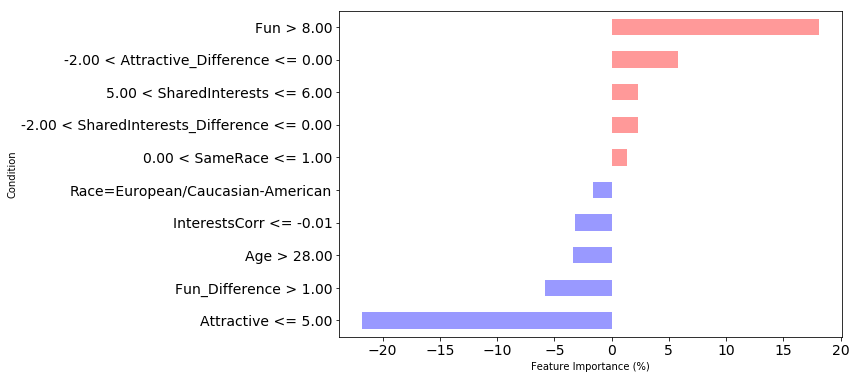 Fun > 8.00
-2.00 < Attractive_Difference <= 0.00
5.00 < SharedInterests <= 6.00
-2.00 < SharedInterests_Difference <= 0.00
0.00 < SameRace <= 1.00
Race=European/Caucasian-American
InterestsCorr <= -0.01
Age > 28.00
Fun_Difference > 1.00
Attractive <= 5.00
Condition
−20 −15 −10 −5 0 5 10 15 20
Feature Importance (%)